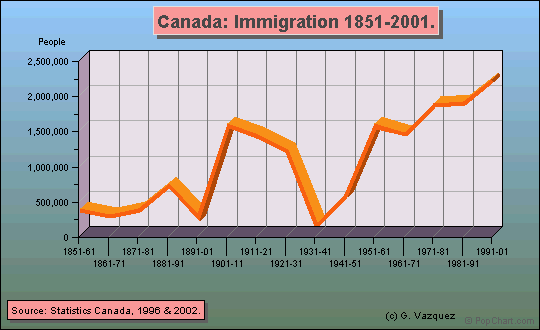 Canada: Immigration 1851-2001.
People
2,500,000
2,000,000
1,500,000
1,000,000
500,000
0
1851-61 1871-81 1891-01 1911-21 1931-41 1951-61 1971-81 1991-01
1861-71 1881-91 1901-11 1921-31 1941-51 1961-71 1981-91
Source: Statistics Canada, 1996 & 2002.
(c) G. Vazquez
© PopChart.com